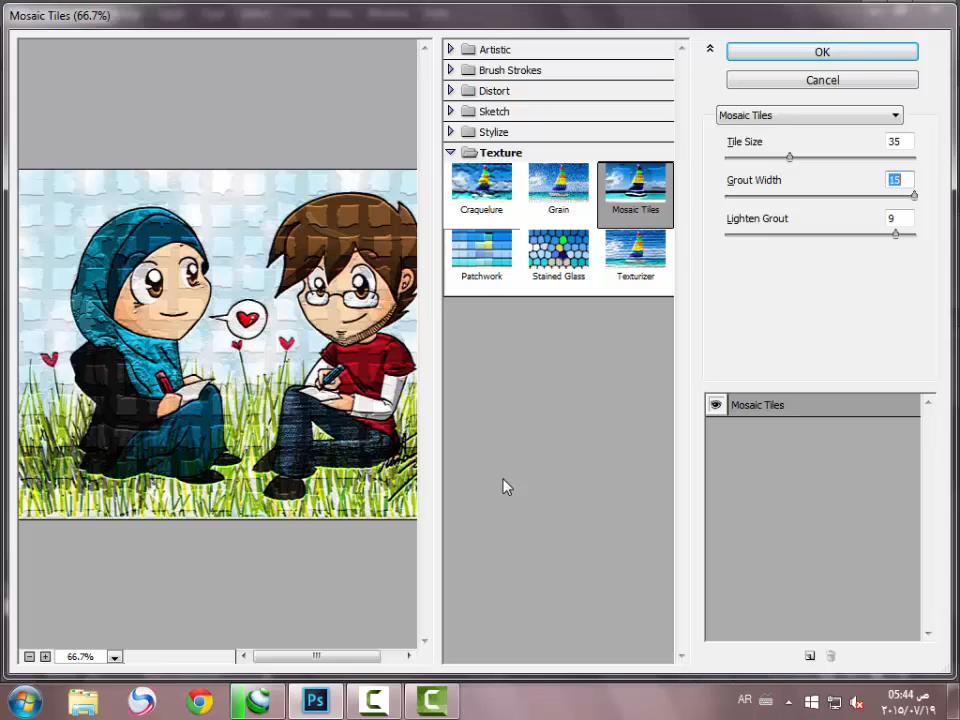 Mosaic Tiles (66.7%)
Artistic
Brush Strokes
Distort
Sketch
Stylize
Texture
Craquelure
Grain
Mosaic Tiles
Patchwork
Stained Glass
Texturizer
OK
Cancel
Mosaic Tiles
Tile Size 35
Grout Width 15
Lighten Grout 9
Mosaic Tiles
66.7%
Ps
AR
05:44 ص
٢٠١٥/٠٧/١٩